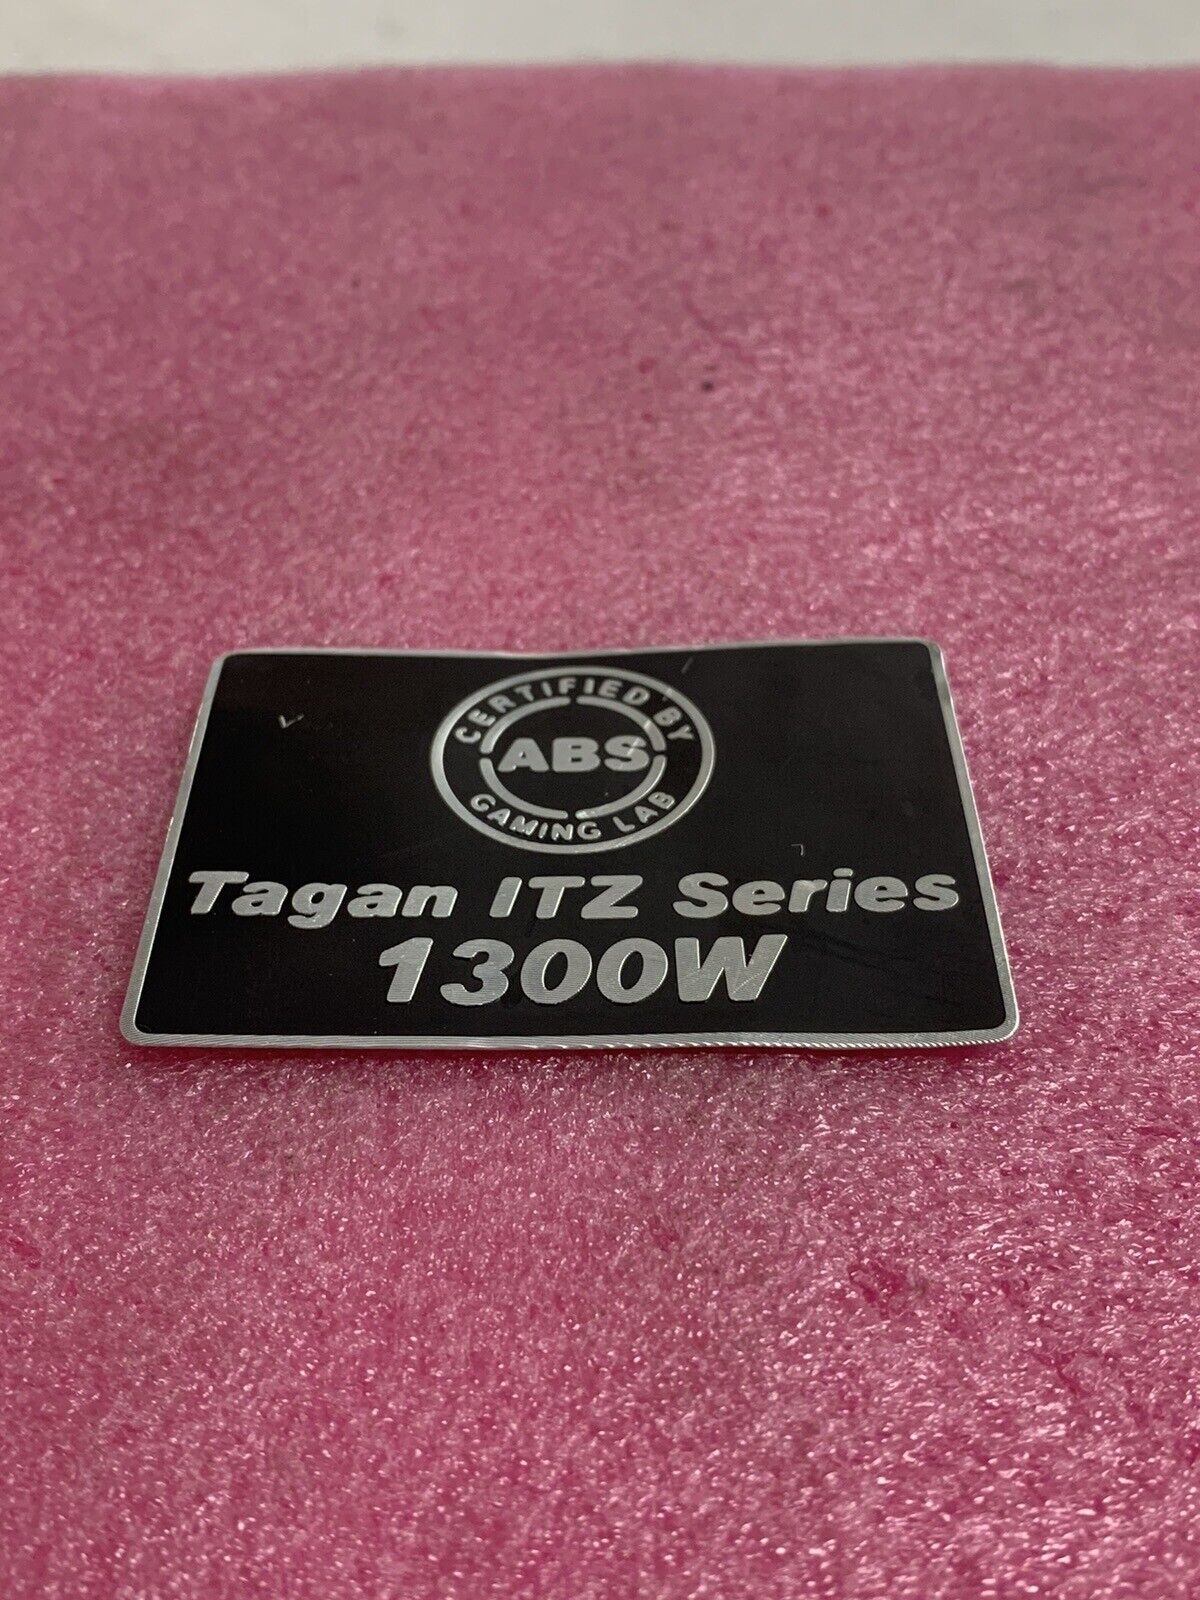 CERTIFIED BY
ABS
GAMING LAB
Tagan ITZ Series
1300W